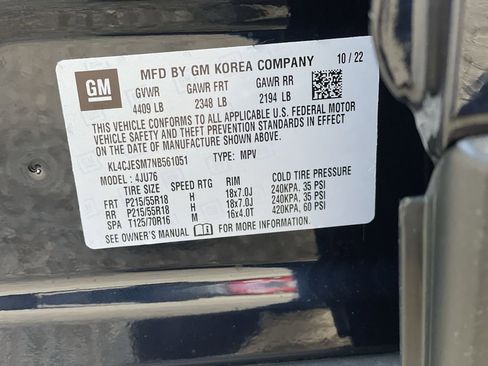 GM
MFD BY GM KOREA COMPANY 10/22
GVWR GAWR FRT GAWR RR
4409 LB 2348 LB 2194 LB
THIS VEHICLE CONFORMS TO ALL APPLICABLE U.S. FEDERAL MOTOR
VEHICLE SAFETY AND THEFT PREVENTION STANDARDS IN EFFECT
ON THE DATE OF MANUFACTURE SHOWN ABOVE.
KL4CJESM7NB561051 TYPE: MPV
MODEL: 4JU76
TIRE SIZE SPEED RTG RIM COLD TIRE PRESSURE
FRT P215/55R18 H 18x7.0J 240KPA, 35 PSI
RR P215/55R18 H 18x7.0J 240KPA, 35 PSI
SPA T125/70R16 M 16x4.0T 420KPA, 60 PSI
SEE OWNER'S MANUAL FOR MORE INFORMATION.